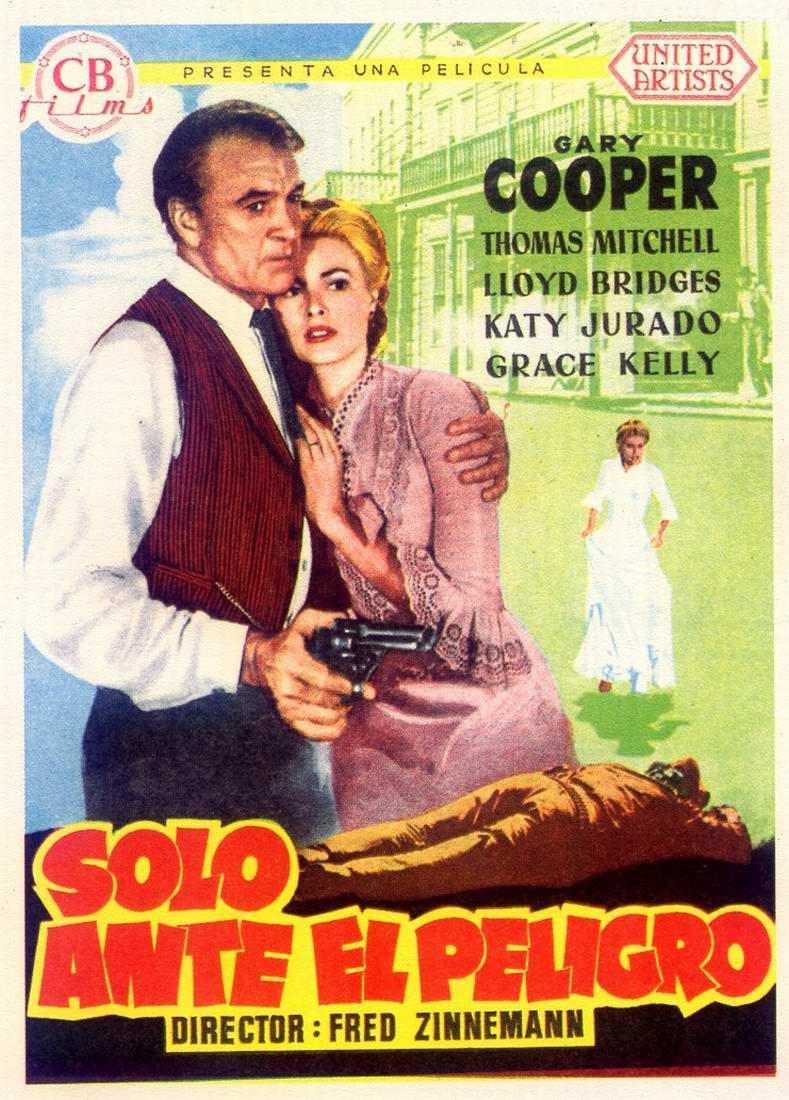 CB
films
PRESENTA UNA PELICULA
UNITED
ARTISTS
GARY
COOPER
THOMAS MITCHELL
LLOYD BRIDGES
KATY JURADO
GRACE KELLY
SOLO
ANTE EL PELIGRO
DIRECTOR: FRED ZINNEMANN